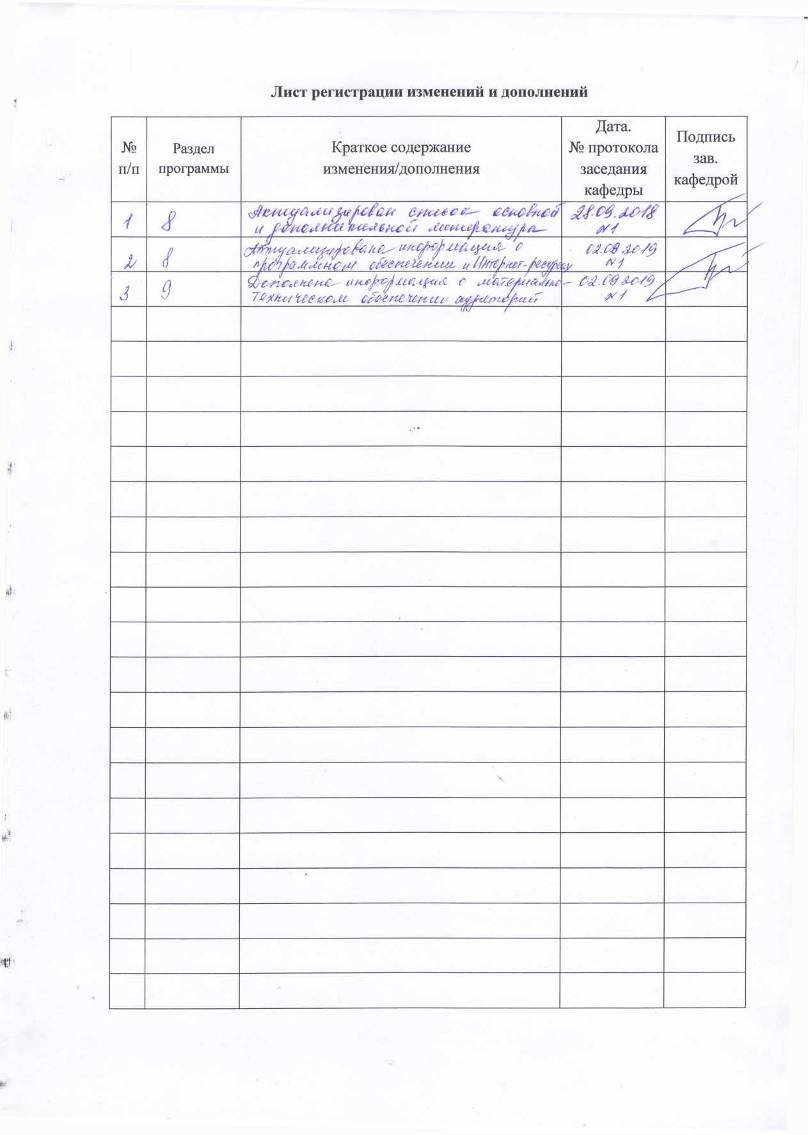 Лист регистрации изменений и дополнений
№ п/п
Раздел программы
Краткое содержание изменения/дополнения
Дата. № протокола заседания кафедры
Подпись зав. кафедрой
1 8 Актуализирован список основной 28.09.2018
и дополнительной литература №1
2 8 Актуализирована информация о 02.09.2019
программном обеспечении и Интернет-ресурсах №1
3 9 Дополнена информация о материально- 02.09.2019
техническом обеспечении аудиторий №1